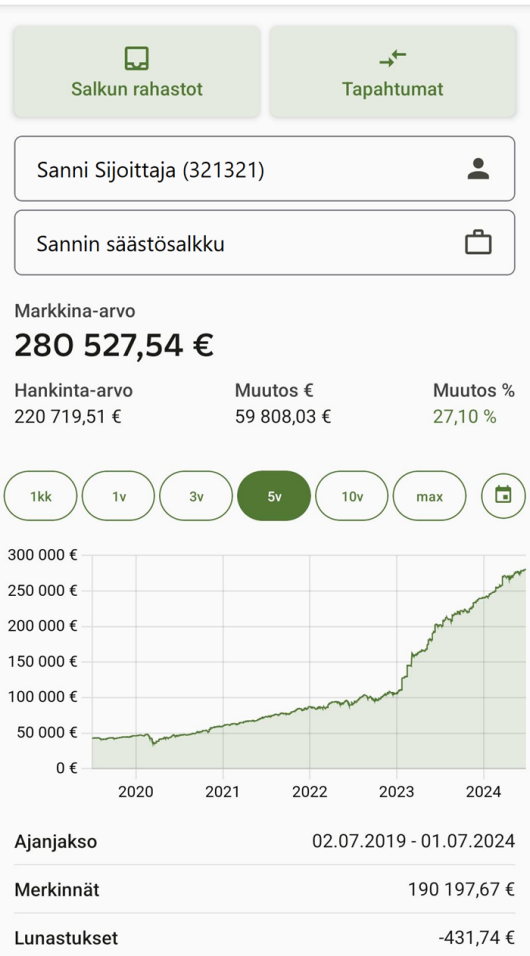 Salkun rahastot
Tapahtumat
Sanni Sijoittaja (321321)
Sannin säästösalkku
Markkina-arvo
280 527,54 €
Hankinta-arvo Muutos € Muutos %
220 719,51 € 59 808,03 € 27,10 %
1kk 1v 3v 5v 10v max
300 000 €
250 000 €
200 000 €
150 000 €
100 000 €
50 000 €
0 €
2020 2021 2022 2023 2024
Ajanjakso 02.07.2019 - 01.07.2024
Merkinnät 190 197,67 €
Lunastukset -431,74 €